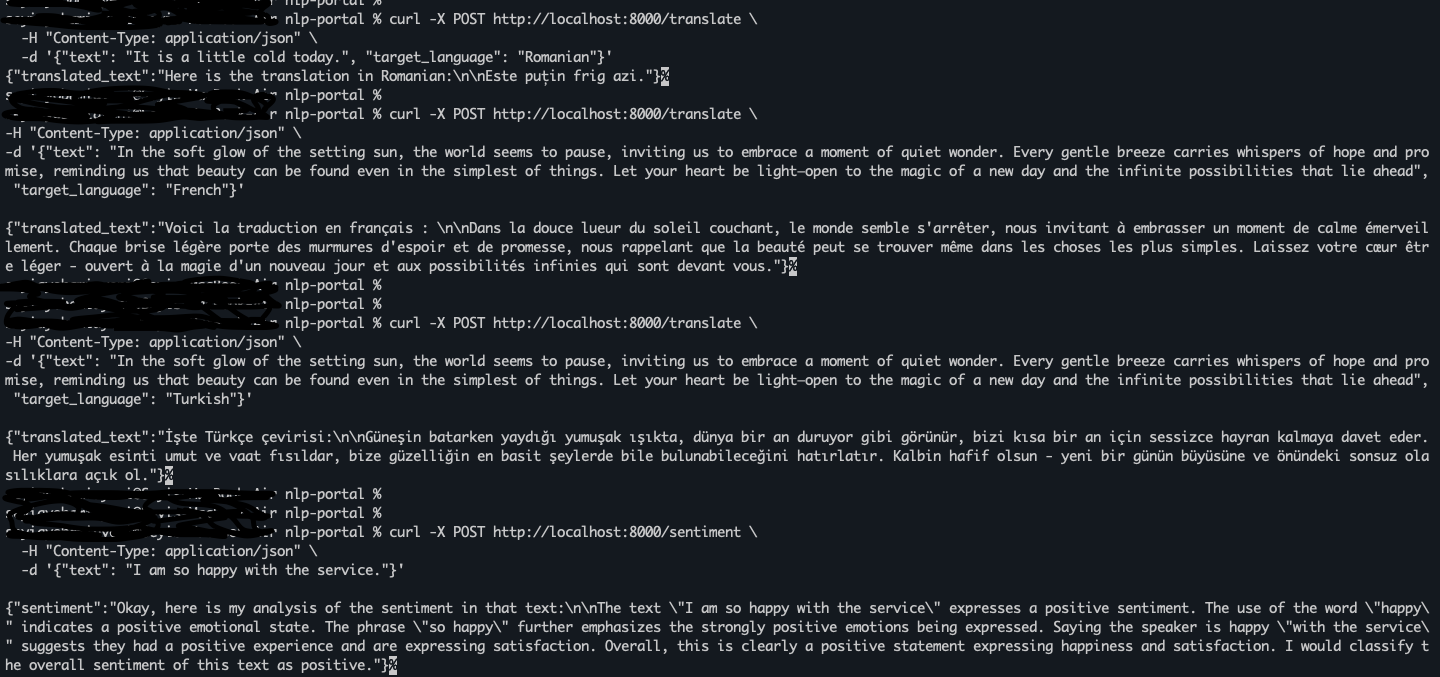 nlp-portal % curl -X POST http://localhost:8000/translate \
-H "Content-Type: application/json" \
-d '{"text": "It is a little cold today.", "target_language": "Romanian"}'
{"translated_text":"Here is the translation in Romanian:\n\nEste puțin frig azi."}%
nlp-portal %
nlp-portal % curl -X POST http://localhost:8000/translate \
-H "Content-Type: application/json" \
-d '{"text": "In the soft glow of the setting sun, the world seems to pause, inviting us to embrace a moment of quiet wonder. Every gentle breeze carries whispers of hope and pro
mise, reminding us that beauty can be found even in the simplest of things. Let your heart be light—open to the magic of a new day and the infinite possibilities that lie ahead",
"target_language": "French"}'
{"translated_text":"Voici la traduction en français : \n\nDans la douce lueur du soleil couchant, le monde semble s'arrêter, nous invitant à embrasser un moment de calme émerveil
lement. Chaque brise légère porte des murmures d'espoir et de promesse, nous rappelant que la beauté peut se trouver même dans les choses les plus simples. Laissez votre cœur êtr
e léger - ouvert à la magie d'un nouveau jour et aux possibilités infinies qui sont devant vous."}%
nlp-portal %
nlp-portal %
nlp-portal % curl -X POST http://localhost:8000/translate \
-H "Content-Type: application/json" \
-d '{"text": "In the soft glow of the setting sun, the world seems to pause, inviting us to embrace a moment of quiet wonder. Every gentle breeze carries whispers of hope and pro
mise, reminding us that beauty can be found even in the simplest of things. Let your heart be light—open to the magic of a new day and the infinite possibilities that lie ahead",
"target_language": "Turkish"}'
{"translated_text":"İşte Türkçe çevirisi:\n\nGüneşin batarken yaydığı yumuşak ışıkta, dünya bir an duruyor gibi görünür, bizi kısa bir an için sessizce hayran kalmaya davet eder.
Her yumuşak esinti umut ve vaat fısıldar, bize güzelliğin en basit şeylerde bile bulunabileceğini hatırlatır. Kalbin hafif olsun - yeni bir günün büyüsüne ve önündeki sonsuz ola
sılıklara açık ol."}%
nlp-portal %
nlp-portal %
nlp-portal % curl -X POST http://localhost:8000/sentiment \
-H "Content-Type: application/json" \
-d '{"text": "I am so happy with the service."}'
{"sentiment":"Okay, here is my analysis of the sentiment in that text:\n\nThe text \"I am so happy with the service\" expresses a positive sentiment. The use of the word \"happy\
" indicates a positive emotional state. The phrase \"so happy\" further emphasizes the strongly positive emotions being expressed. Saying the speaker is happy \"with the service\
" suggests they had a positive experience and are expressing satisfaction. Overall, this is clearly a positive statement expressing happiness and satisfaction. I would classify t
he overall sentiment of this text as positive."}%